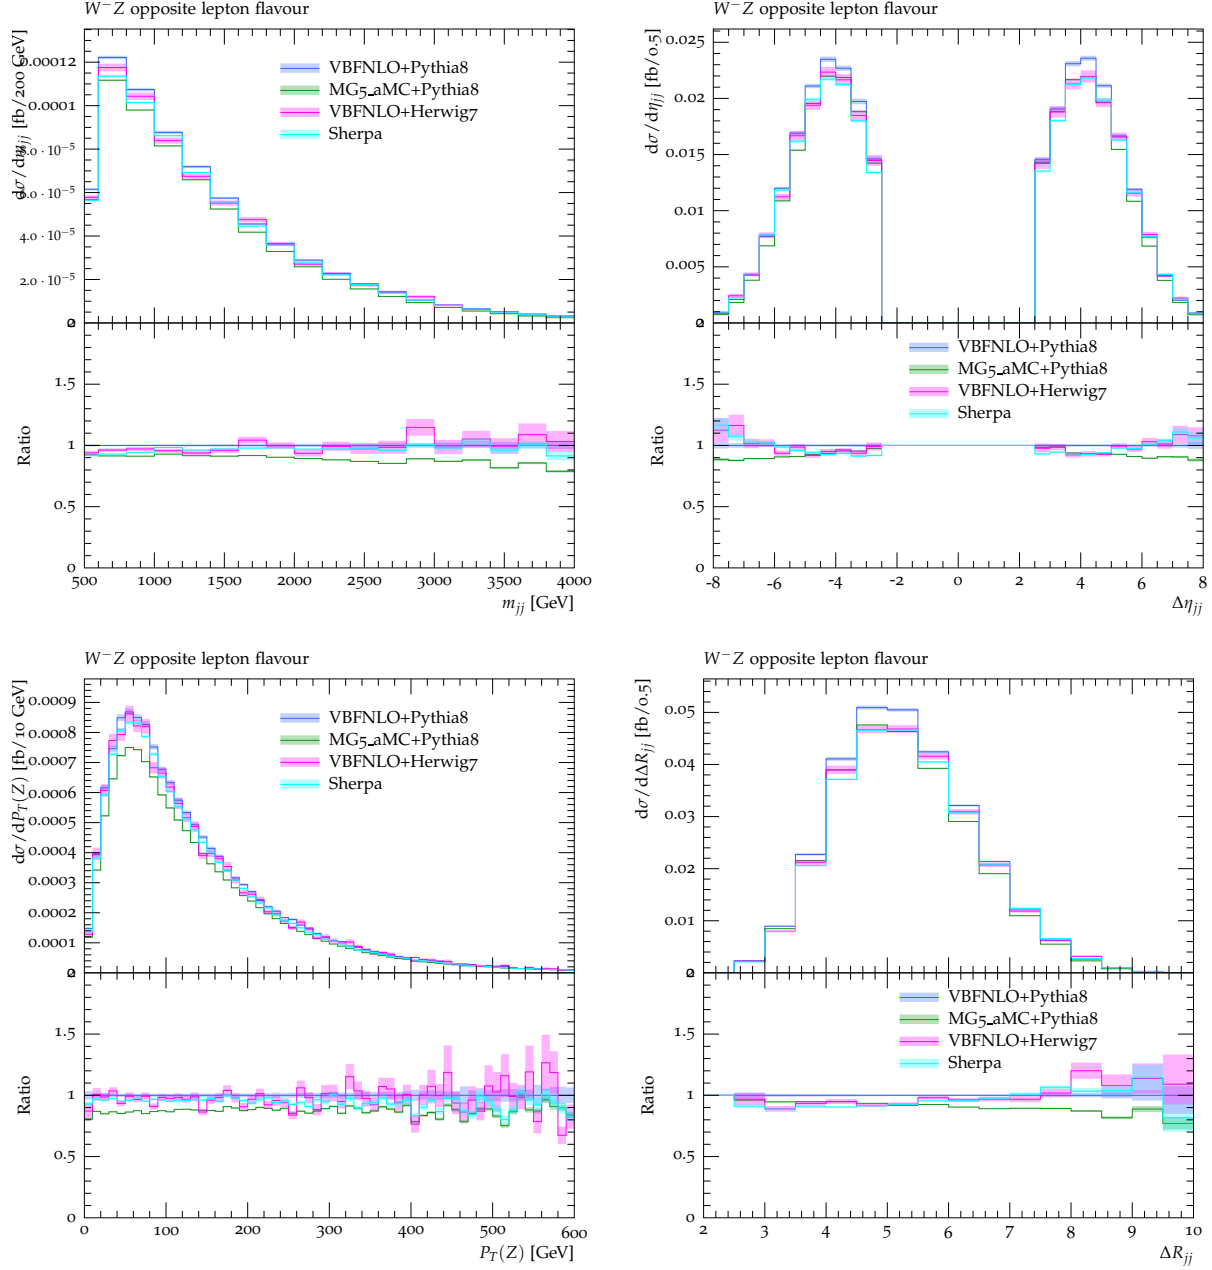 W⁻Z opposite lepton flavour
dσ/dm_jj [fb/200 GeV]
0.00012
0.0001
8.0 · 10⁻⁵
6.0 · 10⁻⁵
4.0 · 10⁻⁵
2.0 · 10⁻⁵
VBFNLO+Pythia8
MG5_aMC+Pythia8
VBFNLO+Herwig7
Sherpa
Ratio
1.5
1
0.5
0
500 1000 1500 2000 2500 3000 3500 4000
m_jj [GeV]
W⁻Z opposite lepton flavour
dσ/dη_jj [fb/0.5]
0.025
0.02
0.015
0.01
0.005
VBFNLO+Pythia8
MG5_aMC+Pythia8
VBFNLO+Herwig7
Sherpa
Ratio
1.5
1
0.5
0
-8 -6 -4 -2 0 2 4 6 8
Δη_jj
W⁻Z opposite lepton flavour
dσ/dP_T(Z) [fb/10 GeV]
0.0009
0.0008
0.0007
0.0006
0.0005
0.0004
0.0003
0.0002
0.0001
VBFNLO+Pythia8
MG5_aMC+Pythia8
VBFNLO+Herwig7
Sherpa
Ratio
1.5
1
0.5
0
0 100 200 300 400 500 600
P_T(Z) [GeV]
W⁻Z opposite lepton flavour
dσ/dΔR_jj [fb/0.5]
0.05
0.04
0.03
0.02
0.01
VBFNLO+Pythia8
MG5_aMC+Pythia8
VBFNLO+Herwig7
Sherpa
Ratio
1.5
1
0.5
0
2 3 4 5 6 7 8 9 10
ΔR_jj